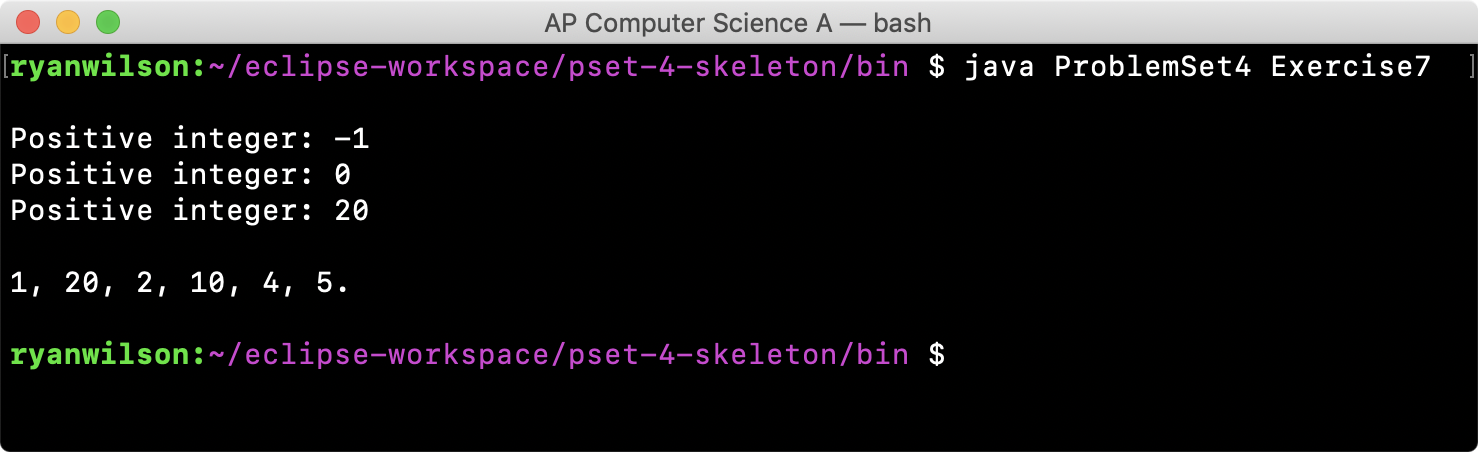 AP Computer Science A — bash
[ryanwilson:~/eclipse-workspace/pset-4-skeleton/bin $ java ProblemSet4 Exercise7 ]
Positive integer: -1
Positive integer: 0
Positive integer: 20
1, 20, 2, 10, 4, 5.
ryanwilson:~/eclipse-workspace/pset-4-skeleton/bin $